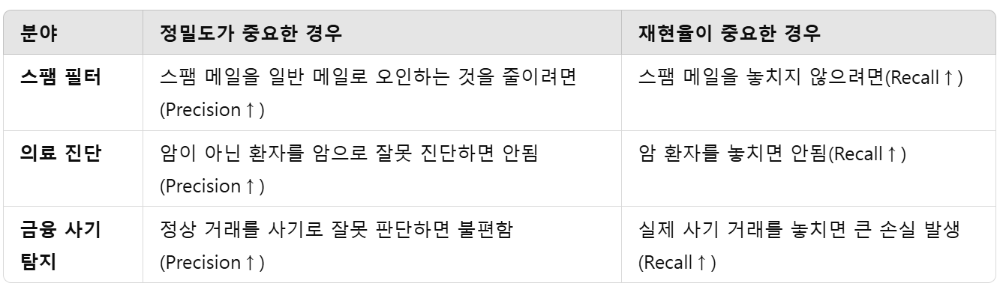 분야 정밀도가 중요한 경우 재현율이 중요한 경우
스팸 필터 스팸 메일을 일반 메일로 오인하는 것을 줄이려면 스팸 메일을 놓치지 않으려면(Recall↑)
(Precision↑)
의료 진단 암이 아닌 환자를 암으로 잘못 진단하면 안됨 암 환자를 놓치면 안됨(Recall↑)
(Precision↑)
금융 사기 정상 거래를 사기로 잘못 판단하면 불편함 실제 사기 거래를 놓치면 큰 손실 발생
탐지 (Precision↑) (Recall↑)